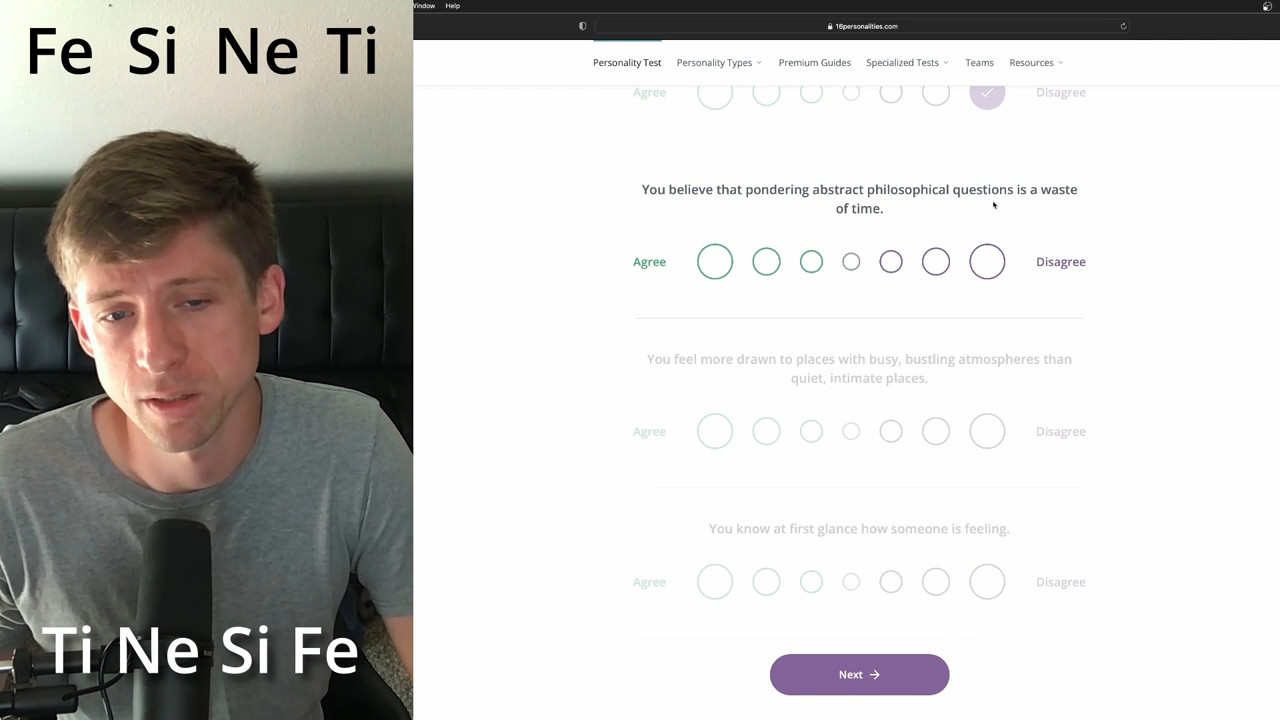 Fe Si Ne Ti
Ti Ne Si Fe
Window Help
16personalities.com
Personality Test Personality Types Premium Guides Specialized Tests Teams Resources
Agree Disagree
You believe that pondering abstract philosophical questions is a waste
of time.
Agree Disagree
You feel more drawn to places with busy, bustling atmospheres than
quiet, intimate places.
Agree Disagree
You know at first glance how someone is feeling.
Agree Disagree
Next →